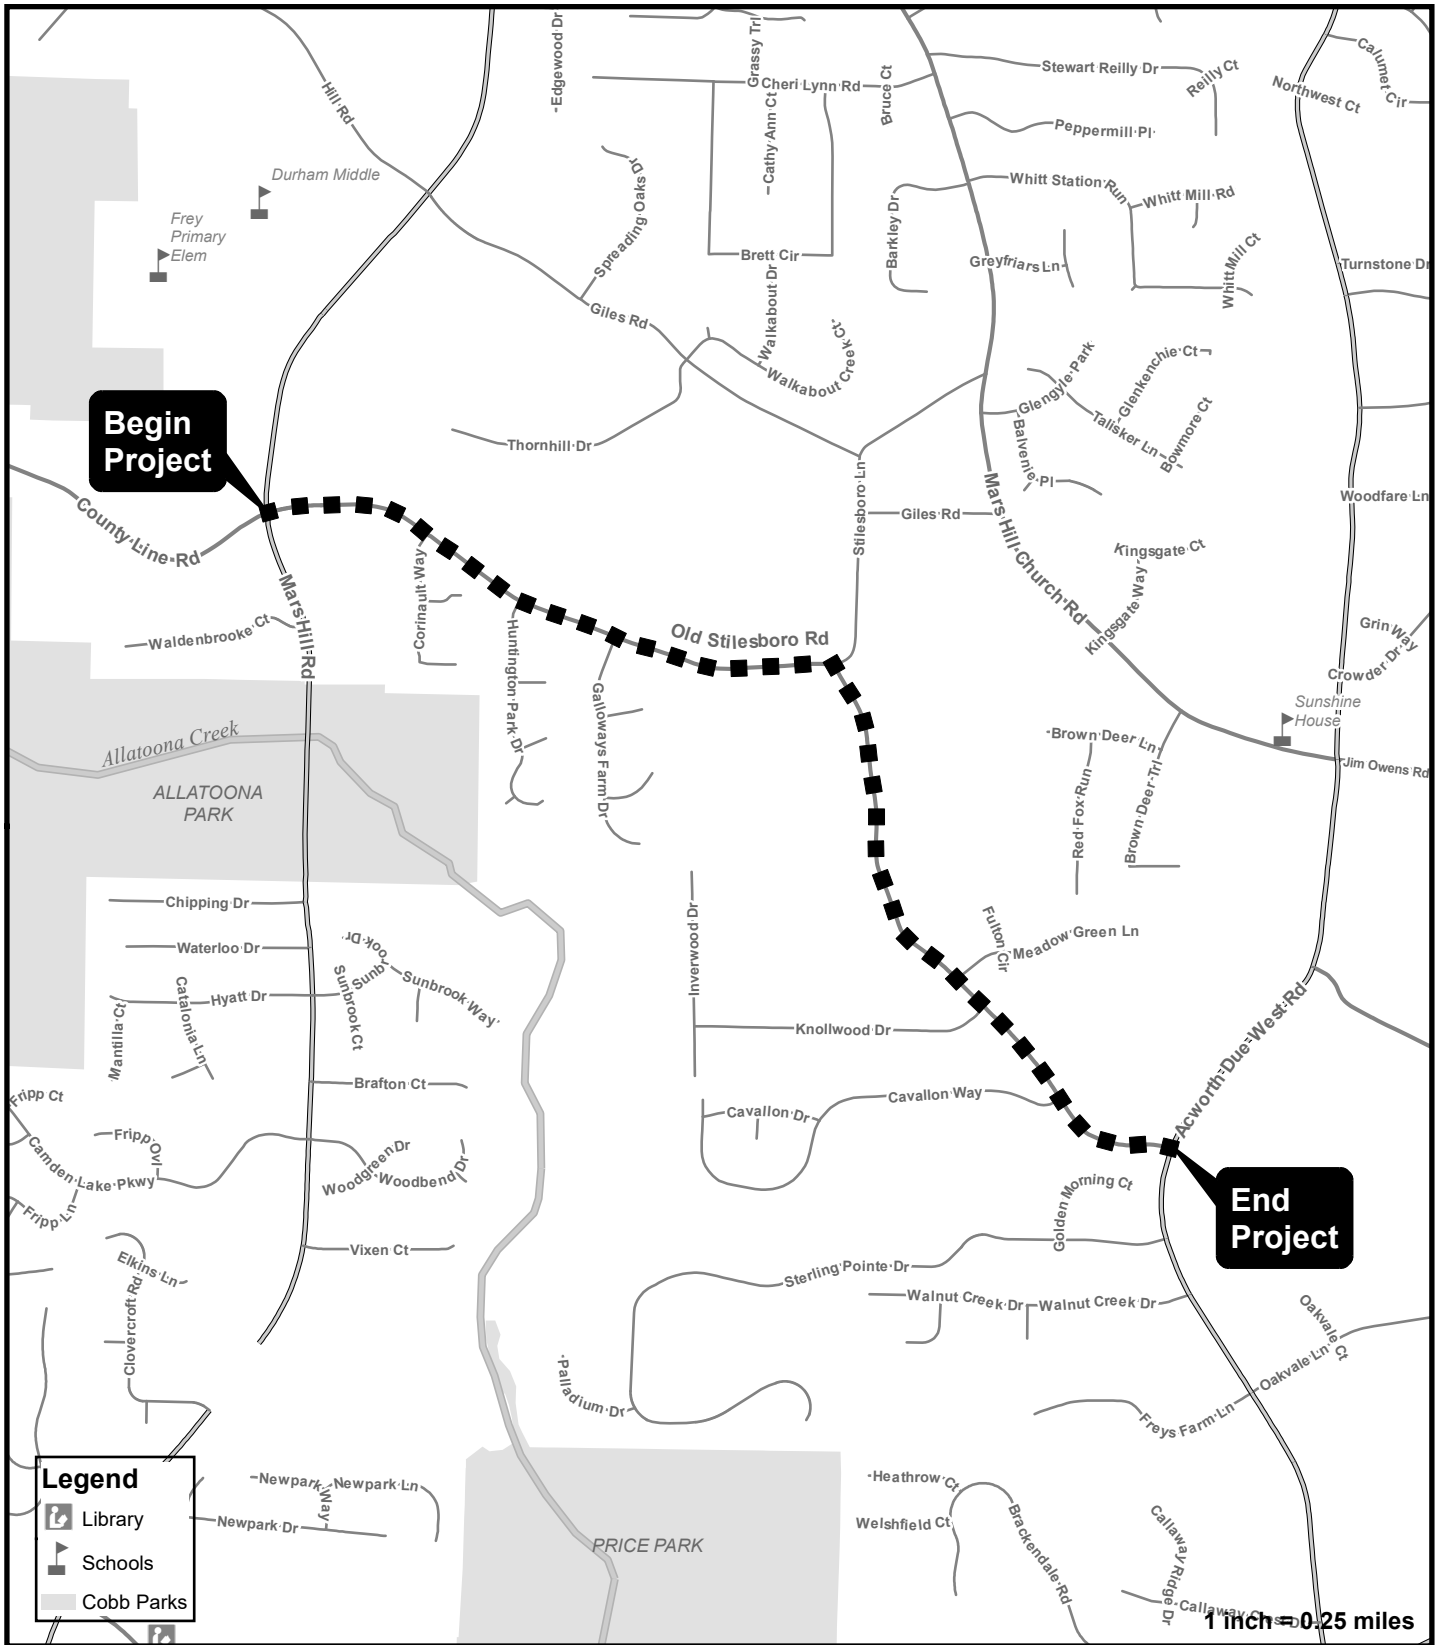 Edgewood Dr
Grassy Trl
Cheri Lynn Rd
Bruce Ct
Stewart Reilly Dr
Reilly Ct
Calumet Cir
Northwest Ct
Hill Rd
Cathy Ann Ct
Peppermill Pl
Durham Middle
Spreading Oaks Dr
Whitt Station Run
Whitt Mill Rd
Frey
Primary
Elem
Barkley Dr
Brett Cir
Greyfriars Ln
Whitt Mill Ct
Turnstone Dr
Giles Rd
Walkabout Dr
Walkabout Creek Ct
Glengyle Park
Glenkenchie Ct
Begin
Project
Thornhill Dr
Talisker Ln
Bowmore Ct
Balvenie Pl
County Line Rd
Stilesboro Ln
Giles Rd
Mars Hill Church Rd
Woodfare Ln
Kingsgate Ct
Kingsgate Way
Mars Hill Rd
Corinault Way
Waldenbrooke Ct
Huntington Park Dr
Old Stilesboro Rd
Grin Way
Crowder Dr
Galloways Farm Dr
Sunshine
House
Allatoona Creek
Brown Deer Ln
Jim Owens Rd
ALLATOONA
PARK
Red Fox Run
Brown Deer Trl
Chipping Dr
Inverwood Dr
Fulton Cir
Meadow Green Ln
Waterloo Dr
Sunbrook Dr
Sunbrook Way
Sunbrook Ct
Catalonia Ln
Hyatt Dr
Mantilla Ct
Knollwood Dr
Acworth Due West Rd
Brafton Ct
Fripp Ct
Cavallon Way
Cavallon Dr
Fripp Ovl
Camden Lake Pkwy
Woodgreen Dr
Woodbend Dr
Golden Morning Ct
Fripp Ln
End
Project
Vixen Ct
Elkins Ln
Sterling Pointe Dr
Clovercroft Rd
Walnut Creek Dr
Walnut Creek Dr
Oakvale Ct
Oakvale Ln
Palladium Dr
Freys Farm Ln
Legend
Library
Schools
Cobb Parks
Newpark Way
Newpark Ln
Newpark Dr
Heathrow Ct
Welshfield Ct
Brackendale Rd
PRICE PARK
Callaway Ridge Dr
Callaway
1 inch = 0.25 miles